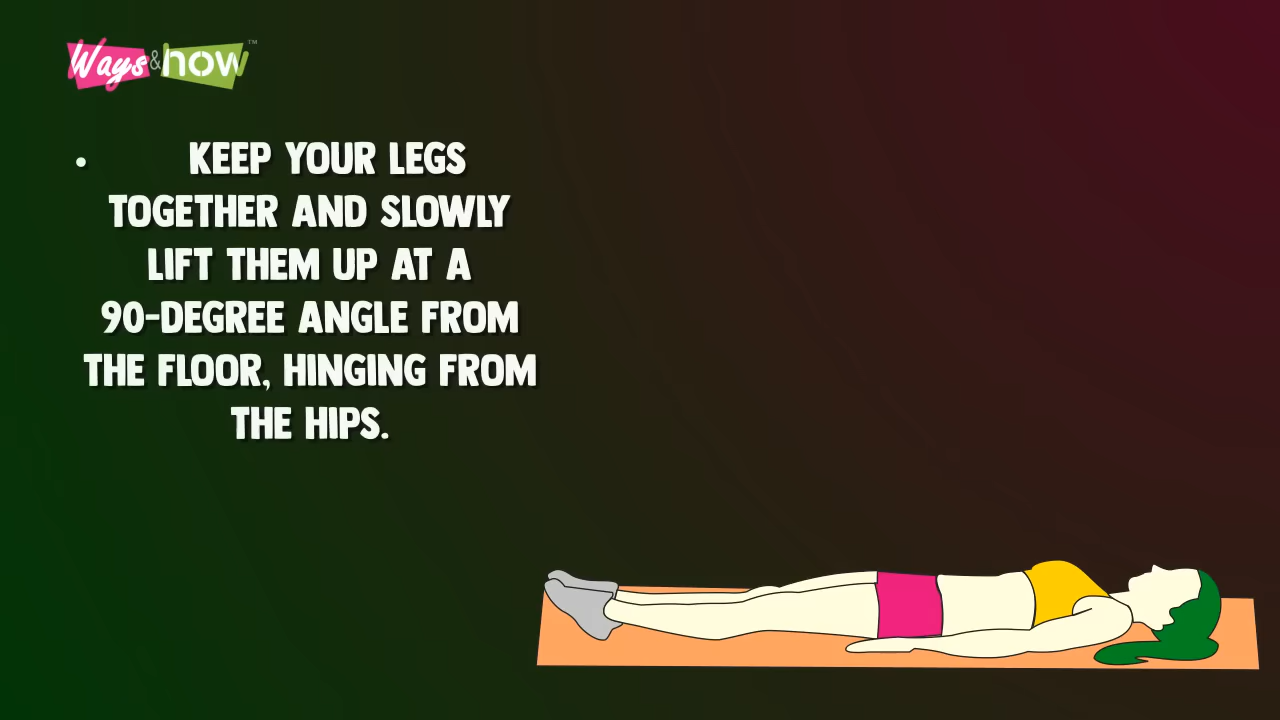 Ways&how™
• KEEP YOUR LEGS
TOGETHER AND SLOWLY
LIFT THEM UP AT A
90-DEGREE ANGLE FROM
THE FLOOR, HINGING FROM
THE HIPS.